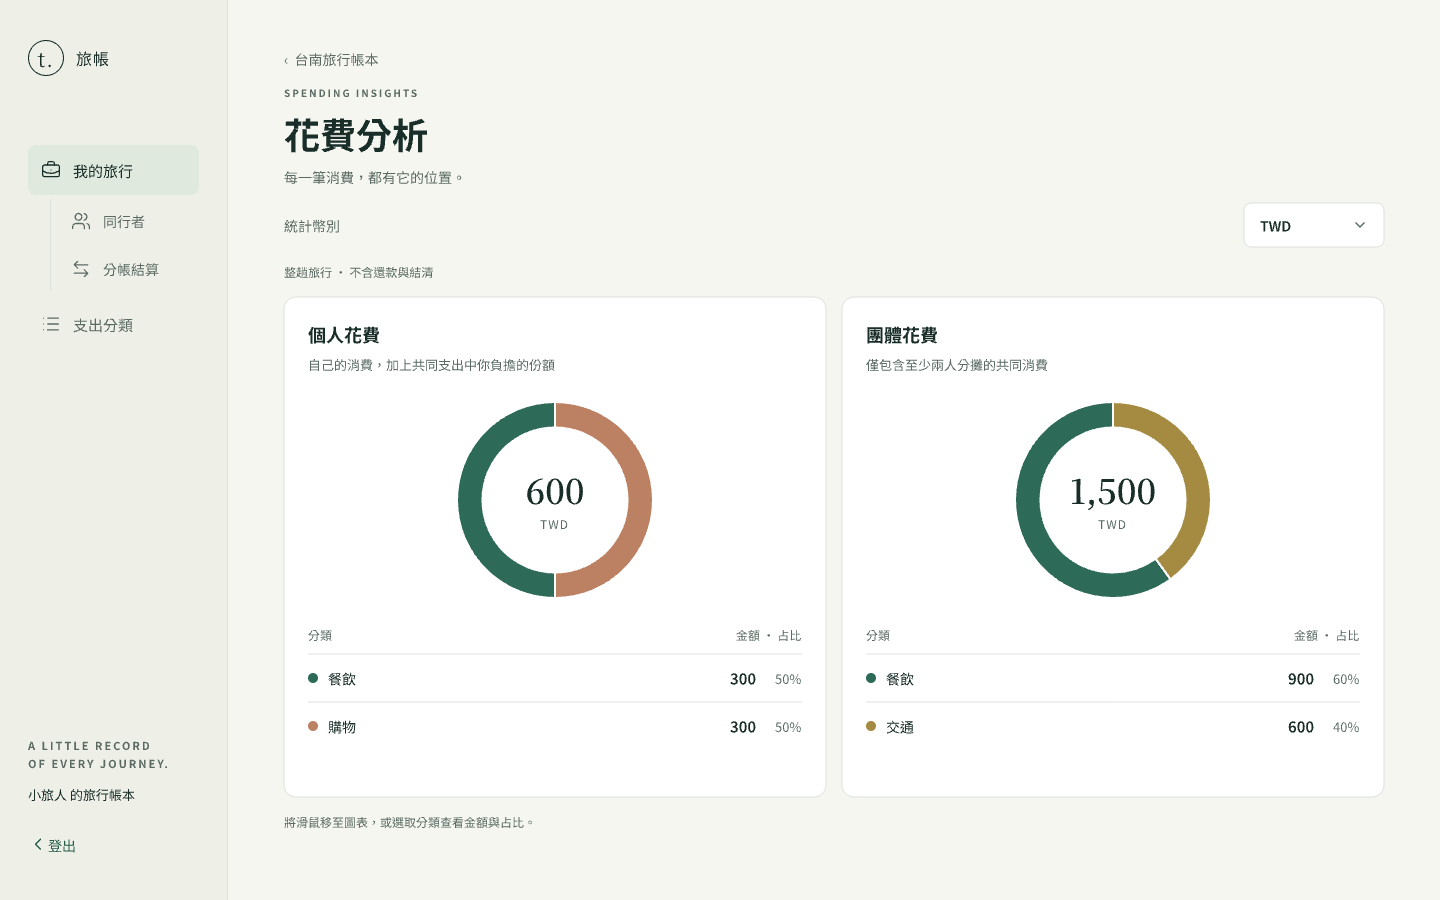 t. 旅帳
我的旅行
同行者
分帳結算
支出分類
A LITTLE RECORD
OF EVERY JOURNEY.
小旅人 的旅行帳本
登出
‹ 台南旅行帳本
SPENDING INSIGHTS
花費分析
每一筆消費，都有它的位置。
統計幣別
TWD
整趟旅行・不含還款與結清
個人花費
自己的消費，加上共同支出中你負擔的份額
600
TWD
分類 金額・占比
餐飲 300 50%
購物 300 50%
團體花費
僅包含至少兩人分攤的共同消費
1,500
TWD
分類 金額・占比
餐飲 900 60%
交通 600 40%
將滑鼠移至圖表，或選取分類查看金額與占比。